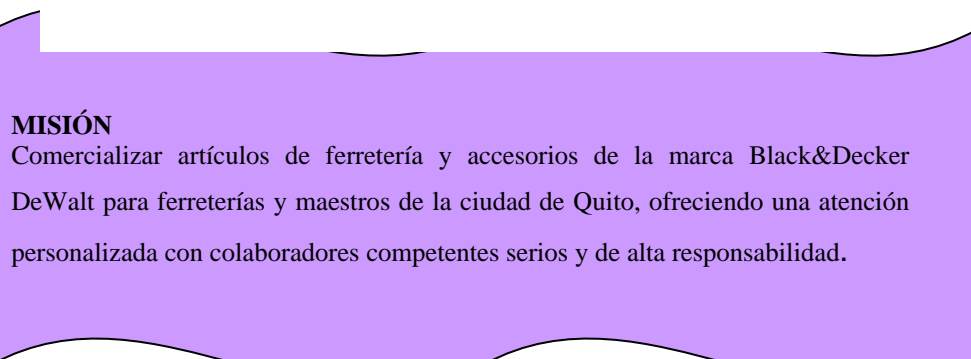 MISIÓN
Comercializar artículos de ferretería y accesorios de la marca Black&Decker
DeWalt para ferreterías y maestros de la ciudad de Quito, ofreciendo una atención
personalizada con colaboradores competentes serios y de alta responsabilidad.